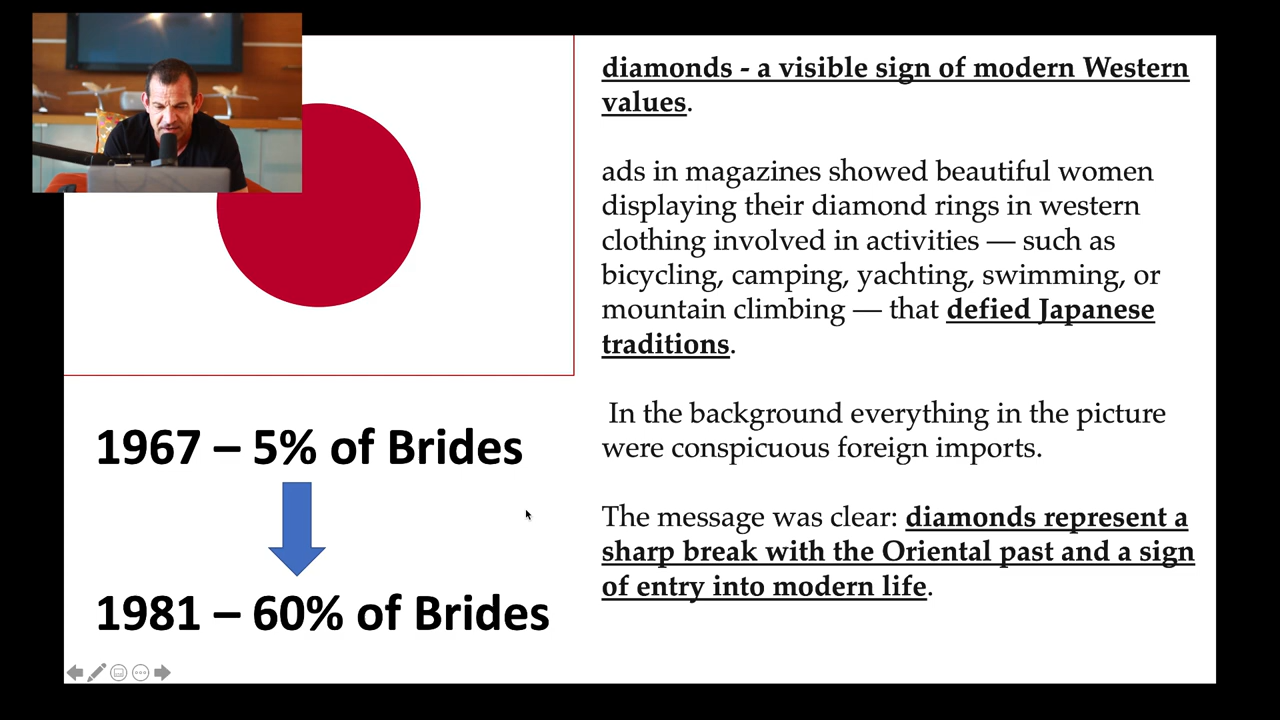 diamonds - a visible sign of modern Western
values.
ads in magazines showed beautiful women
displaying their diamond rings in western
clothing involved in activities — such as
bicycling, camping, yachting, swimming, or
mountain climbing — that defied Japanese
traditions.
In the background everything in the picture
were conspicuous foreign imports.
The message was clear: diamonds represent a
sharp break with the Oriental past and a sign
of entry into modern life.
1967 – 5% of Brides
1981 – 60% of Brides